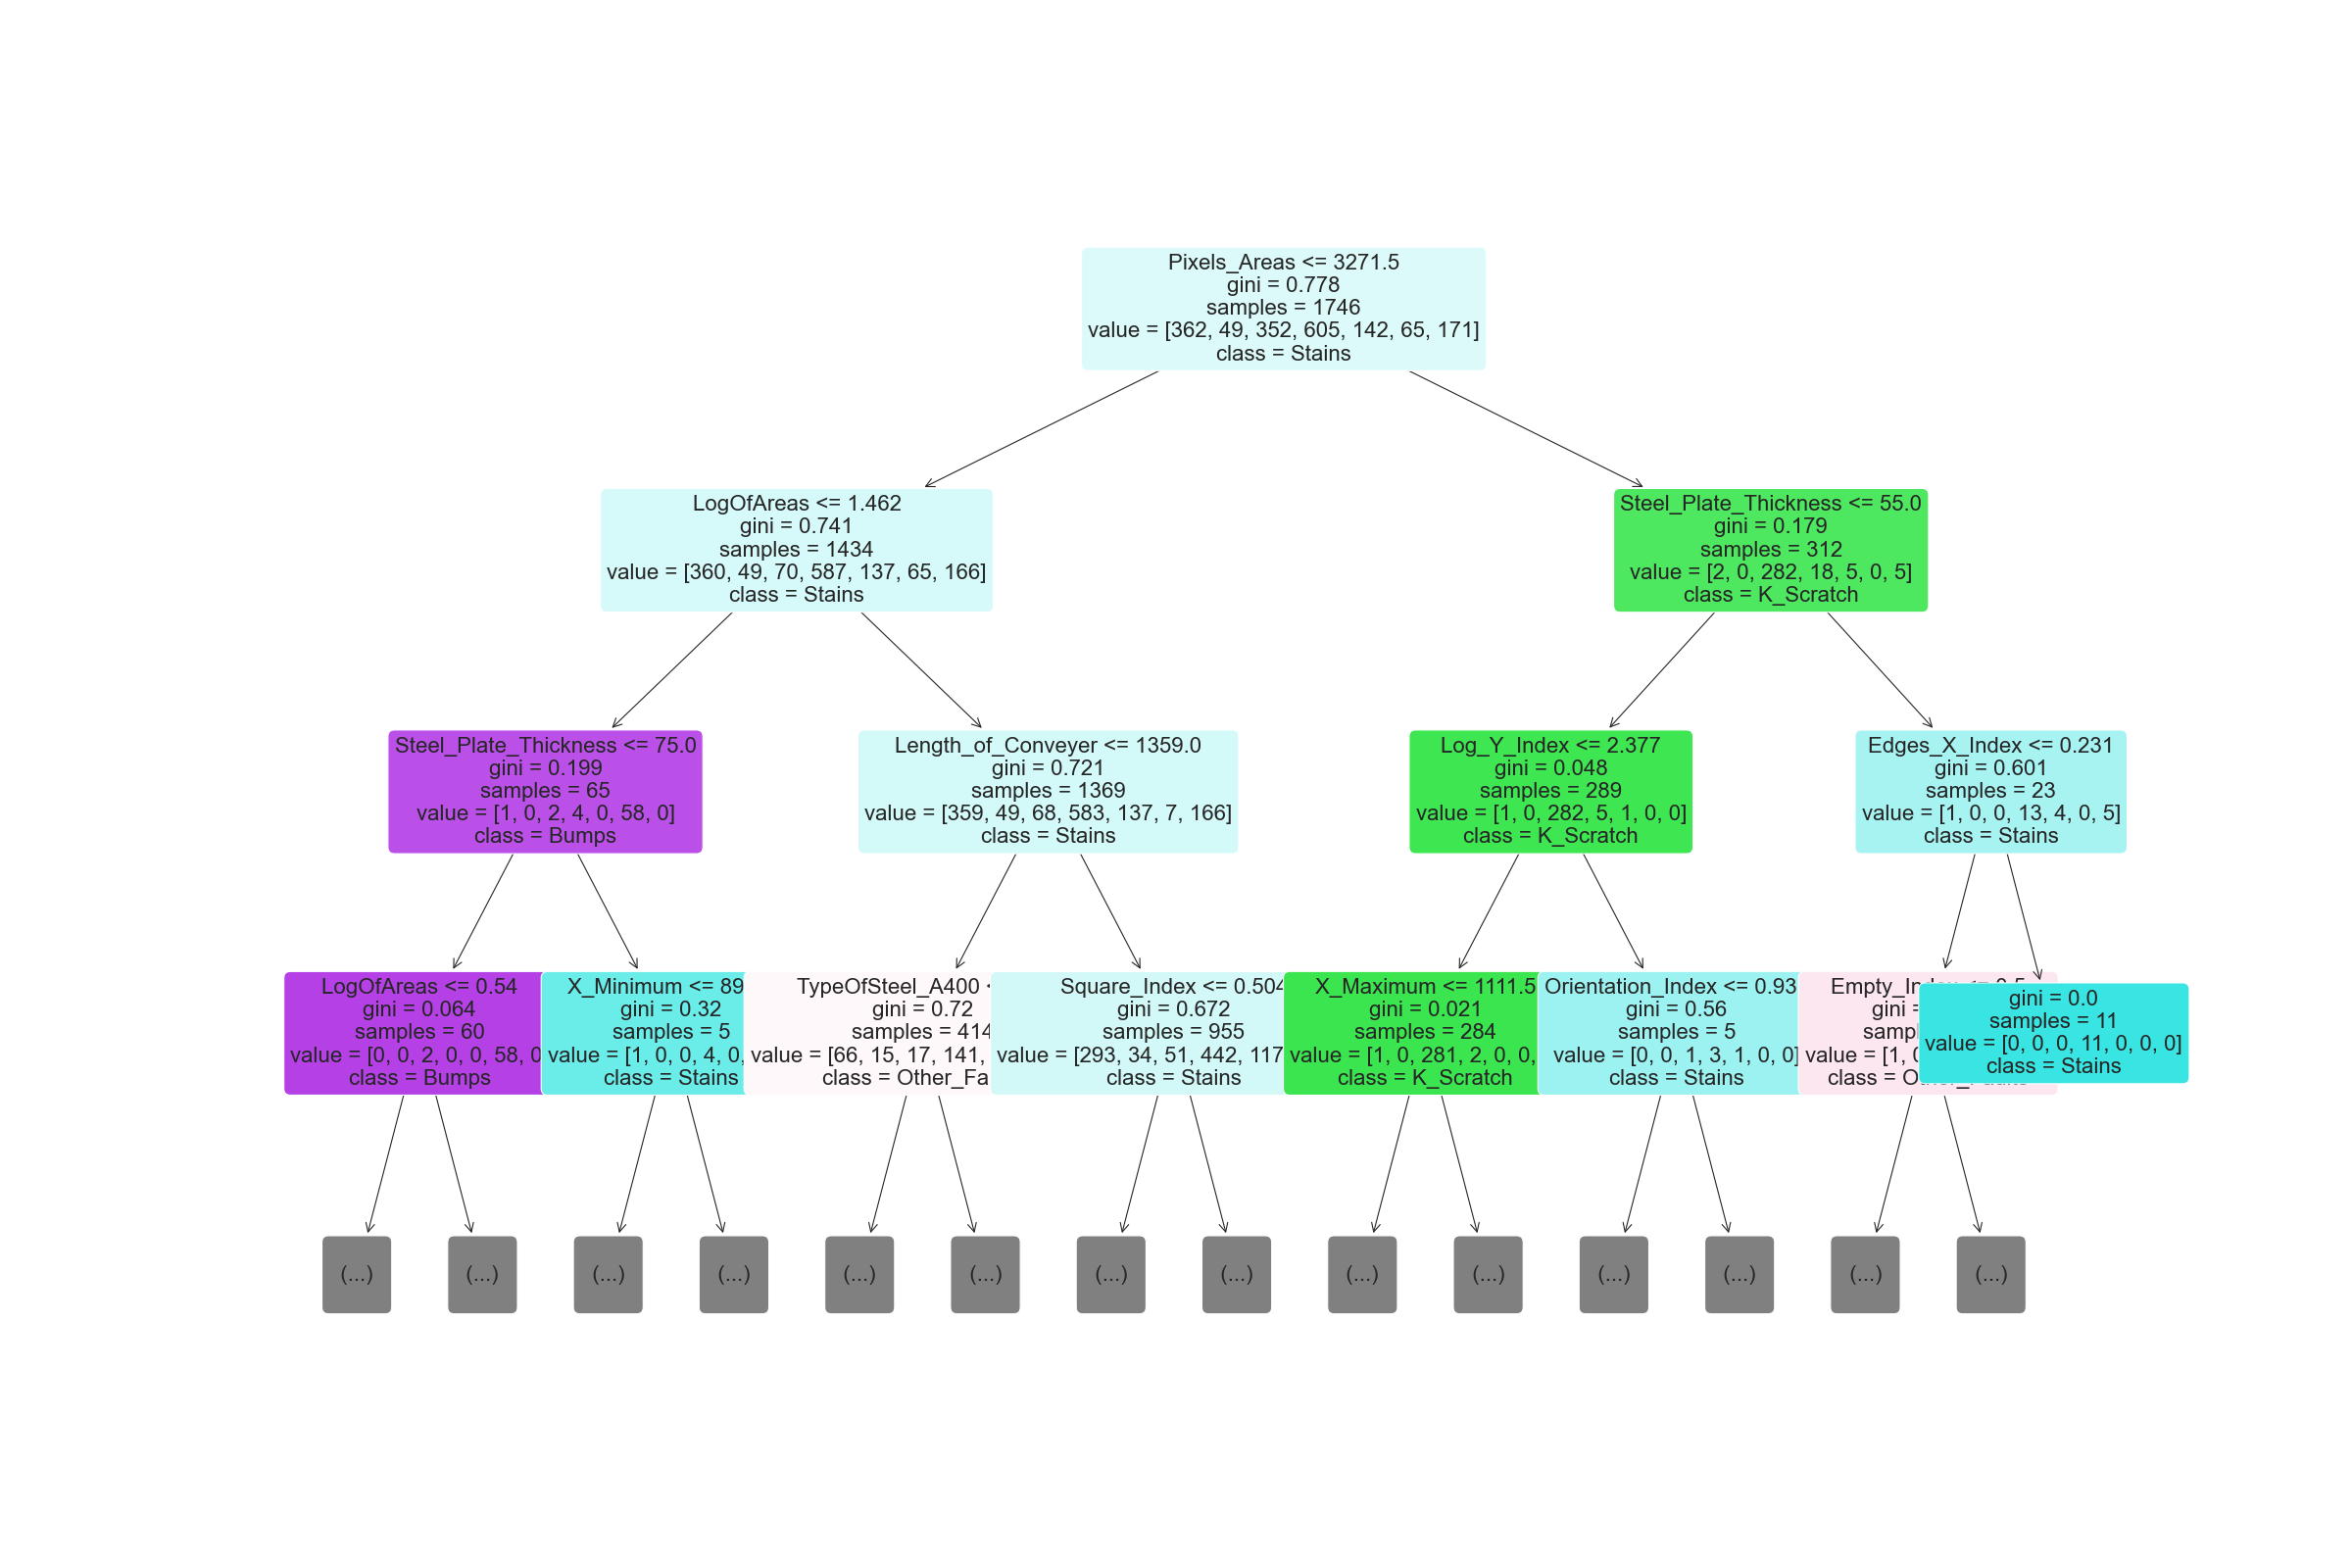 Pixels_Areas <= 3271.5
gini = 0.778
samples = 1746
value = [362, 49, 352, 605, 142, 65, 171]
class = Stains
LogOfAreas <= 1.462
gini = 0.741
samples = 1434
value = [360, 49, 70, 587, 137, 65, 166]
class = Stains
Steel_Plate_Thickness <= 55.0
gini = 0.179
samples = 312
value = [2, 0, 282, 18, 5, 0, 5]
class = K_Scratch
Steel_Plate_Thickness <= 75.0
gini = 0.199
samples = 65
value = [1, 0, 2, 4, 0, 58, 0]
class = Bumps
Length_of_Conveyer <= 1359.0
gini = 0.721
samples = 1369
value = [359, 49, 68, 583, 137, 7, 166]
class = Stains
Log_Y_Index <= 2.377
gini = 0.048
samples = 289
value = [1, 0, 282, 5, 1, 0, 0]
class = K_Scratch
Edges_X_Index <= 0.231
gini = 0.601
samples = 23
value = [1, 0, 0, 13, 4, 0, 5]
class = Stains
LogOfAreas <= 0.54
gini = 0.064
samples = 60
value = [0, 0, 2, 0, 0, 58, 0
class = Bumps
X_Minimum <= 89
gini = 0.32
samples = 5
value = [1, 0, 0, 4, 0,
class = Stains
TypeOfSteel_A400
gini = 0.72
samples = 414
value = [66, 15, 17, 141,
class = Other_Fa
Square_Index <= 0.504
gini = 0.672
samples = 955
value = [293, 34, 51, 442, 117
class = Stains
X_Maximum <= 1111.5
gini = 0.021
samples = 284
value = [1, 0, 281, 2, 0, 0,
class = K_Scratch
Orientation_Index <= 0.93
gini = 0.56
samples = 5
value = [0, 0, 1, 3, 1, 0, 0]
class = Stains
Empty_Index
gini =
value = [1, 0
class =
gini = 0.0
samples = 11
value = [0, 0, 0, 11, 0, 0, 0]
class = Stains
(...)
(...)
(...)
(...)
(...)
(...)
(...)
(...)
(...)
(...)
(...)
(...)
(...)
(...)